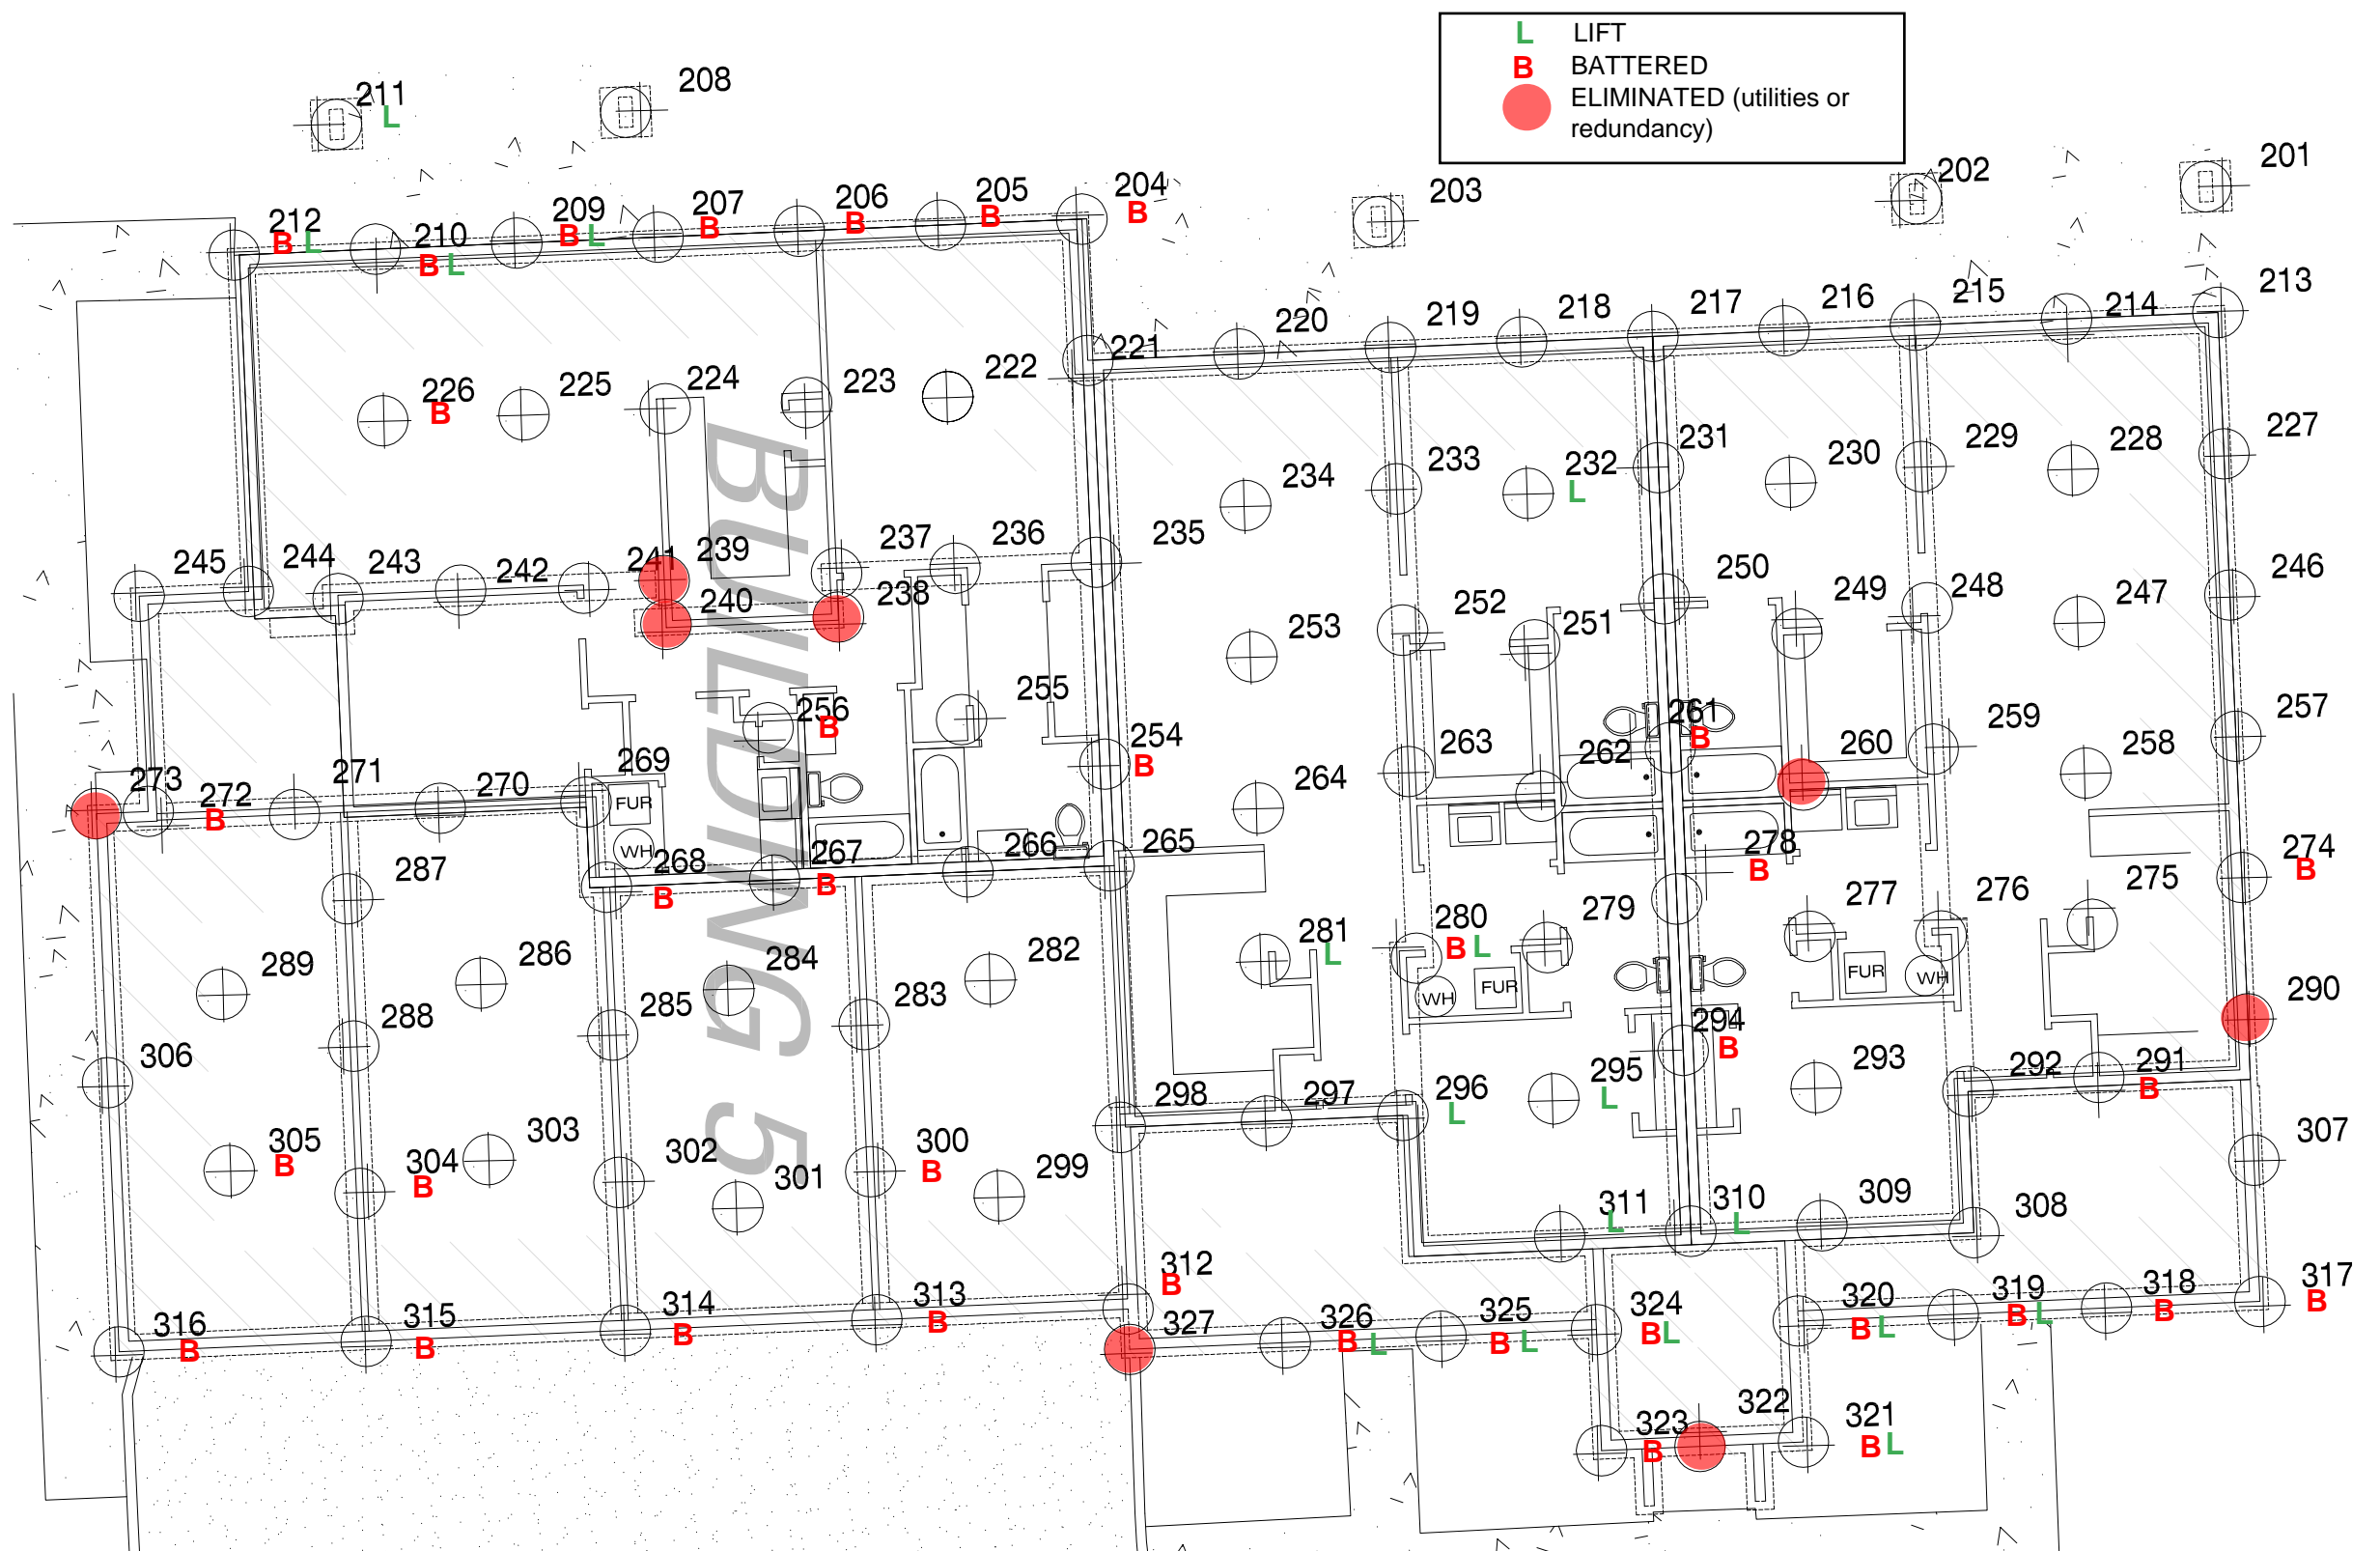 L LIFT
B BATTERED
ELIMINATED (utilities or
redundancy)
211 L
208
201
202
203
212 B L
210 B L
209 B L
207 B
206 B
205 B
204 B
213
214
215
216
217
218
219
220
221
226 B
225
224
223
222
227
228
229
230
231
232 L
233
234
235
245
244
243
242
241
239
240
237
238
236
246
247
248
249
250
251
252
253
BUILDING 5
256 B
255
254 B
261 B
257
258
259
260
262
263
264
273
272 B
271
270
269
FUR
WH
268 B
267 B
266
265
278 B
274 B
275
276
277
279
280 B L
281 L
287
289
286
284
282
283
285
288
WH
FUR
FUR
WH
290
306
294 B
293
292
291 B
295 L
296 L
297
298
305 B
304 B
303
302
301
300 B
299
307
308
309
310 L
311 L
312 B
316 B
315 B
314 B
313 B
327
326 B L
325 B L
324 B L
320 B L
319 B L
318 B
317 B
323 B
322
321 B L